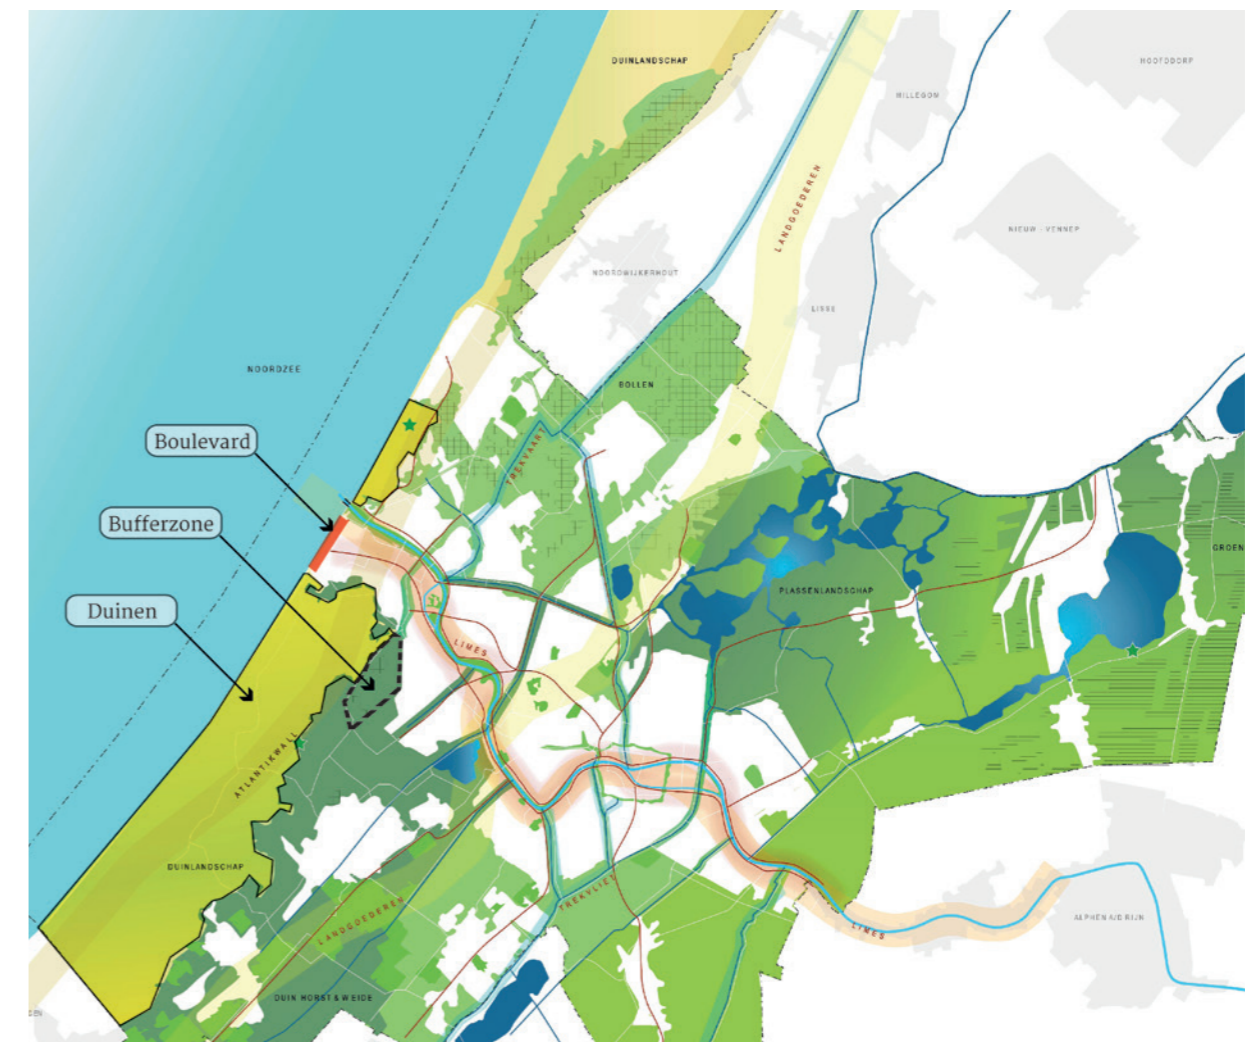 DUINLANDSCHAP
HOOFDDORP
HILLEGOM
LANDGOEDEREN
NIEUW-VENNEP
NOORDWIJKERHOUT
LISSE
NOORDZEE
BOLLEN
Boulevard
TREKVAART
Bufferzone
GROEN
PLASSENLANDSCHAP
Duinen
LIMES
ATLANTIKWALL
DUINLANDSCHAP
TREKVLIET
LANDGOEDEREN
LIMES
ALPHEN A/D RIJN
DUIN HORST & WEIDE